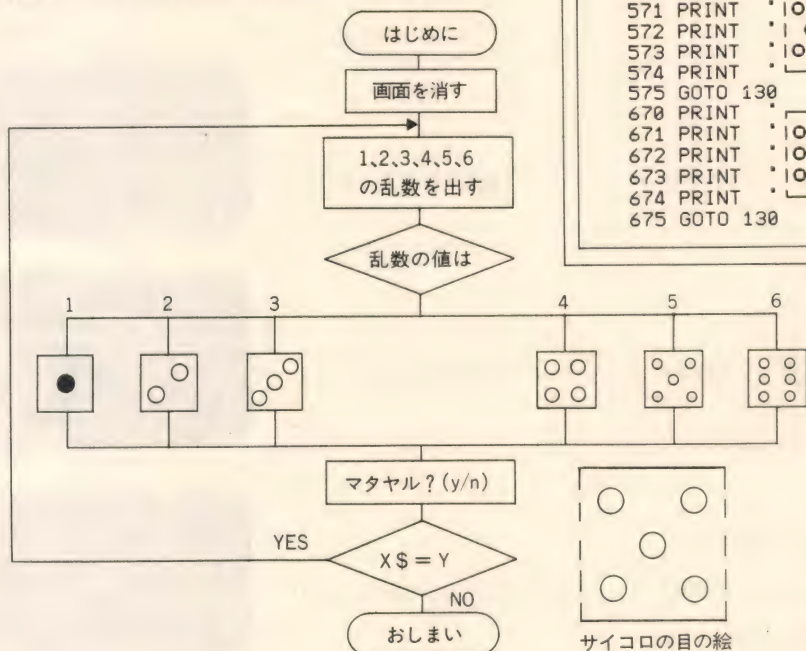 571 PRINT "|O
572 PRINT "|
573 PRINT "|O
574 PRINT "
575 GOTO 130
670 PRINT "
671 PRINT "|O
672 PRINT "|O
673 PRINT "|O
674 PRINT "
675 GOTO 130
はじめに
画面を消す
1、2、3、4、5、6
の乱数を出す
乱数の値は
1 2 3 4 5 6
マタヤル？(y/n)
YES
X$=Y
NO
おしまい
サイコロの目の絵